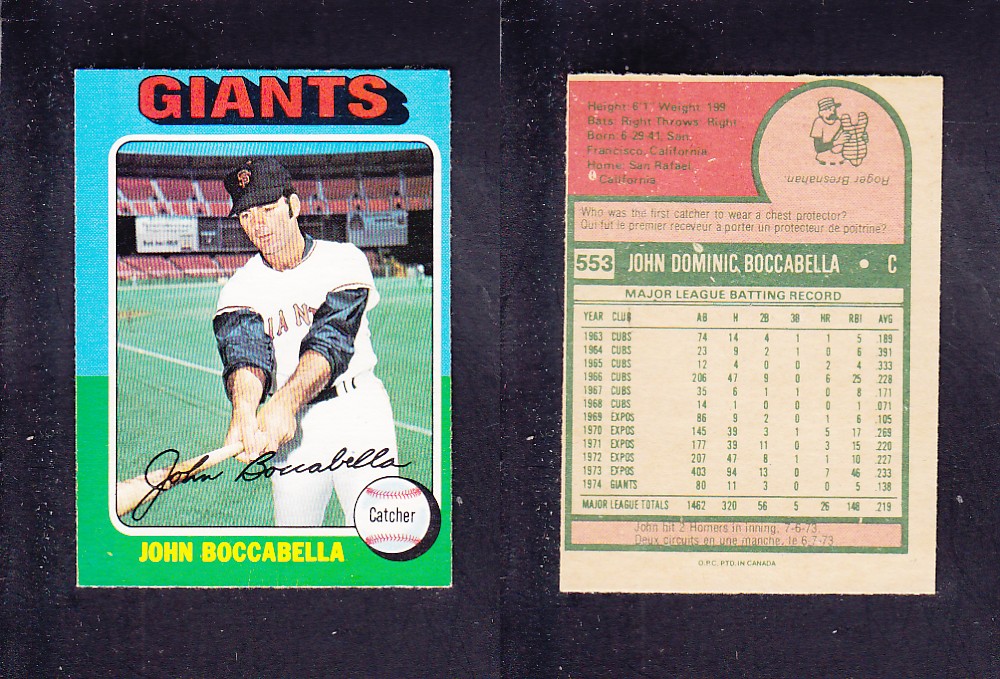 GIANTS
SF
IAN
16
John Boccabella
Catcher
JOHN BOCCABELLA
Height: 6'1" Weight: 199
Bats: Right Throws: Right
Born: 6-29-41, San
Francisco, California
Home: San Rafael,
California
Roger Bresnahan.
Who was the first catcher to wear a chest protector?
Qui fut le premier receveur à porter un protecteur de poitrine?
553 JOHN DOMINIC BOCCABELLA • C
MAJOR LEAGUE BATTING RECORD
YEAR CLUB AB H 2B 3B HR RBI AVG
1963 CUBS 74 14 4 1 1 5 .189
1964 CUBS 23 9 2 1 0 6 .391
1965 CUBS 12 4 0 0 2 4 .333
1966 CUBS 206 47 9 0 6 25 .228
1967 CUBS 35 6 1 1 0 8 .171
1968 CUBS 14 1 0 0 0 1 .071
1969 EXPOS 86 9 2 0 1 6 .105
1970 EXPOS 145 39 3 1 5 17 .269
1971 EXPOS 177 39 11 0 3 15 .220
1972 EXPOS 207 47 8 1 1 10 .227
1973 EXPOS 403 94 13 0 7 46 .233
1974 GIANTS 80 11 3 0 0 5 .138
MAJOR LEAGUE TOTALS 1462 320 56 5 26 148 .219
John hit 2 Homers in inning, 7-6-73.
Deux circuits en une manche, le 6-7-73
O.P.C. PTD. IN CANADA